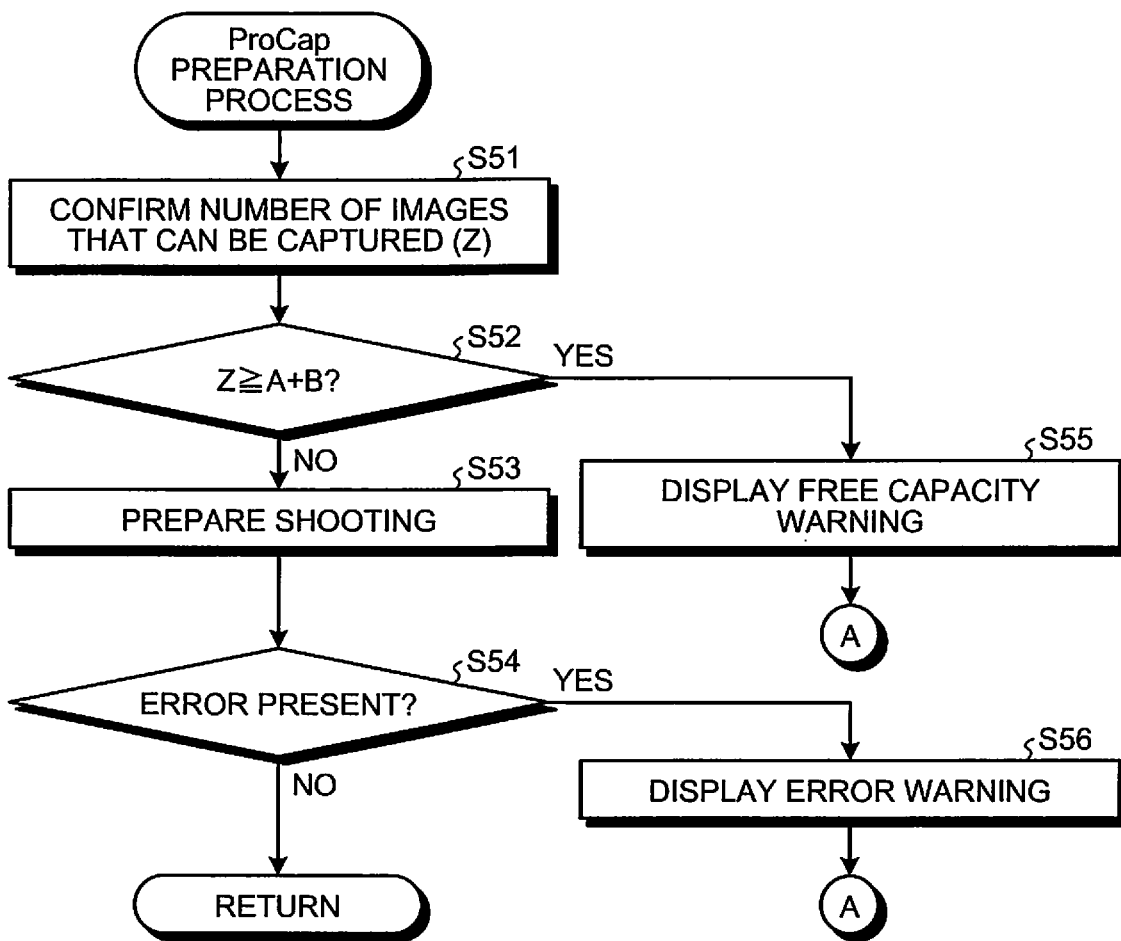 ProCap
PREPARATION
PROCESS
S51
CONFIRM NUMBER OF IMAGES
THAT CAN BE CAPTURED (Z)
S52
Z≧A+B?
YES
NO
S53
PREPARE SHOOTING
S55
DISPLAY FREE CAPACITY
WARNING
A
S54
ERROR PRESENT?
YES
NO
S56
DISPLAY ERROR WARNING
A
RETURN